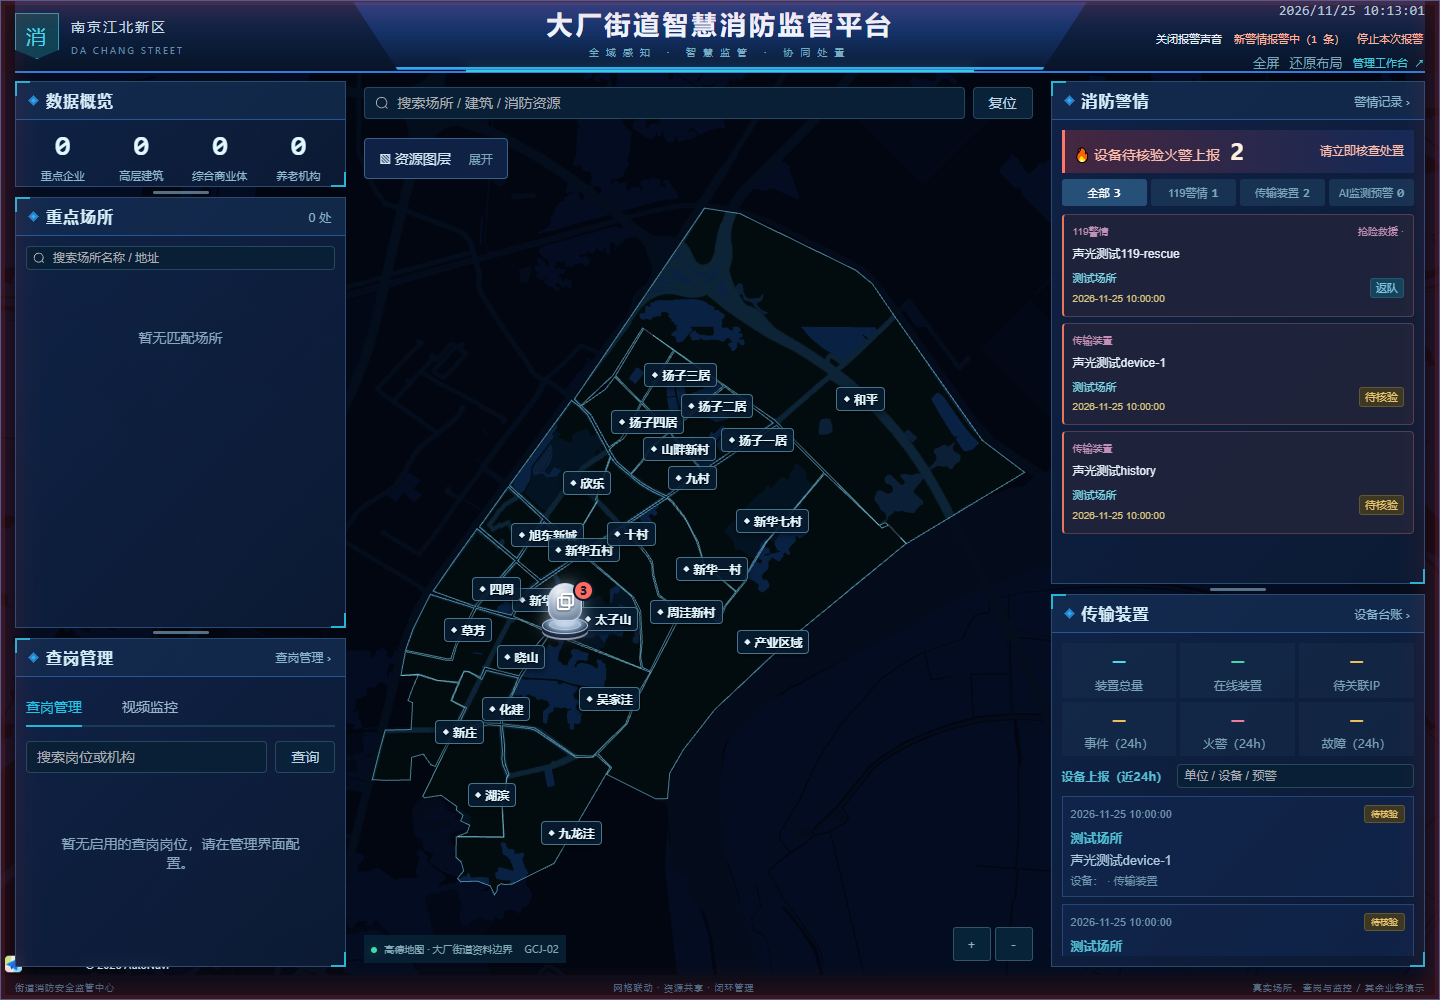 消
南京江北新区
DA CHANG STREET
大厂街道智慧消防监管平台
全域感知 · 智慧监管 · 协同处置
2026/11/25 10:13:01
关闭报警声音 新警情报警中（1 条） 停止本次报警
全屏 还原布局 管理工作台 ↗
数据概览
0 0 0 0
重点企业 高层建筑 综合商业体 养老机构
重点场所 0 处
搜索场所名称 / 地址
暂无匹配场所
查岗管理 查岗管理 ›
查岗管理 视频监控
搜索岗位或机构 查询
暂无启用的查岗岗位，请在管理界面配置。
搜索场所 / 建筑 / 消防资源 复位
资源图层 展开
扬子三居
和平
扬子二居
扬子四居
扬子一居
山畔新村
九村
欣乐
新华七村
旭东新城
十村
新华五村
新华一村
四周
新华
3
周洼新村
太子山
草芳
产业区域
晓山
吴家洼
化建
新庄
湖滨
九龙洼
高德地图 · 大厂街道资料边界 GCJ-02
+ -
消防警情 警情记录 ›
设备待核验火警上报 2 请立即核查处置
全部 3 119警情 1 传输装置 2 AI监测预警 0
119警情 抢险救援 ·
声光测试119-rescue
测试场所
2026-11-25 10:00:00 返队
传输装置
声光测试device-1
测试场所
2026-11-25 10:00:00 待核验
传输装置
声光测试history
测试场所
2026-11-25 10:00:00 待核验
传输装置 设备台账 ›
— — —
装置总量 在线装置 待关联IP
— — —
事件（24h） 火警（24h） 故障（24h）
设备上报（近24h） 单位 / 设备 / 预警
2026-11-25 10:00:00 待核验
测试场所
声光测试device-1
设备： · 传输装置
2026-11-25 10:00:00 待核验
测试场所
街道消防安全监管中心
网格联动 · 资源共享 · 闭环管理
真实场所、查岗与监控 / 其余业务演示